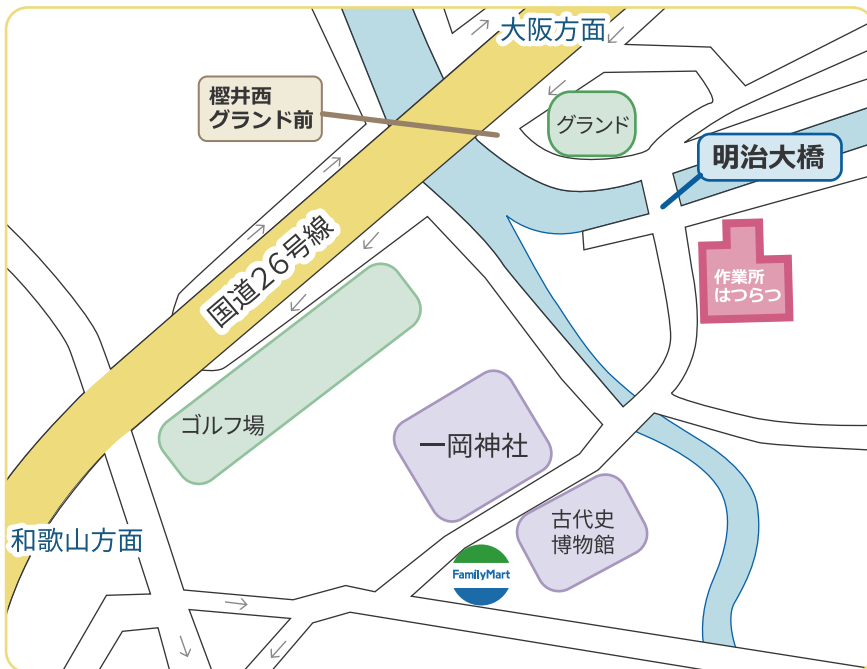 大阪方面
樫井西
グランド前
グランド
明治大橋
国道26号線
作業所
はつらつ
ゴルフ場
一岡神社
古代史
博物館
和歌山方面
FamilyMart